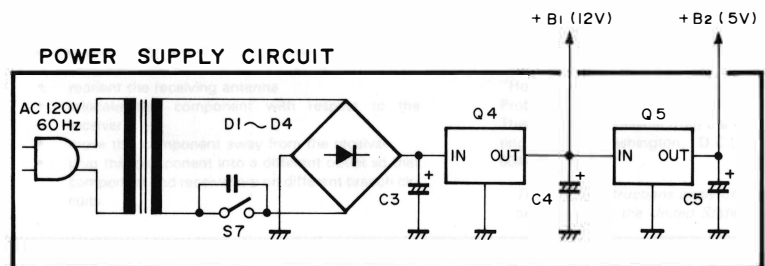 +B1 (12V)
+B2 (5V)
POWER SUPPLY CIRCUIT
AC 120V
60Hz
D1~D4
Q4
Q5
IN
OUT
IN
OUT
+
+
+
C3
C4
C5
S7